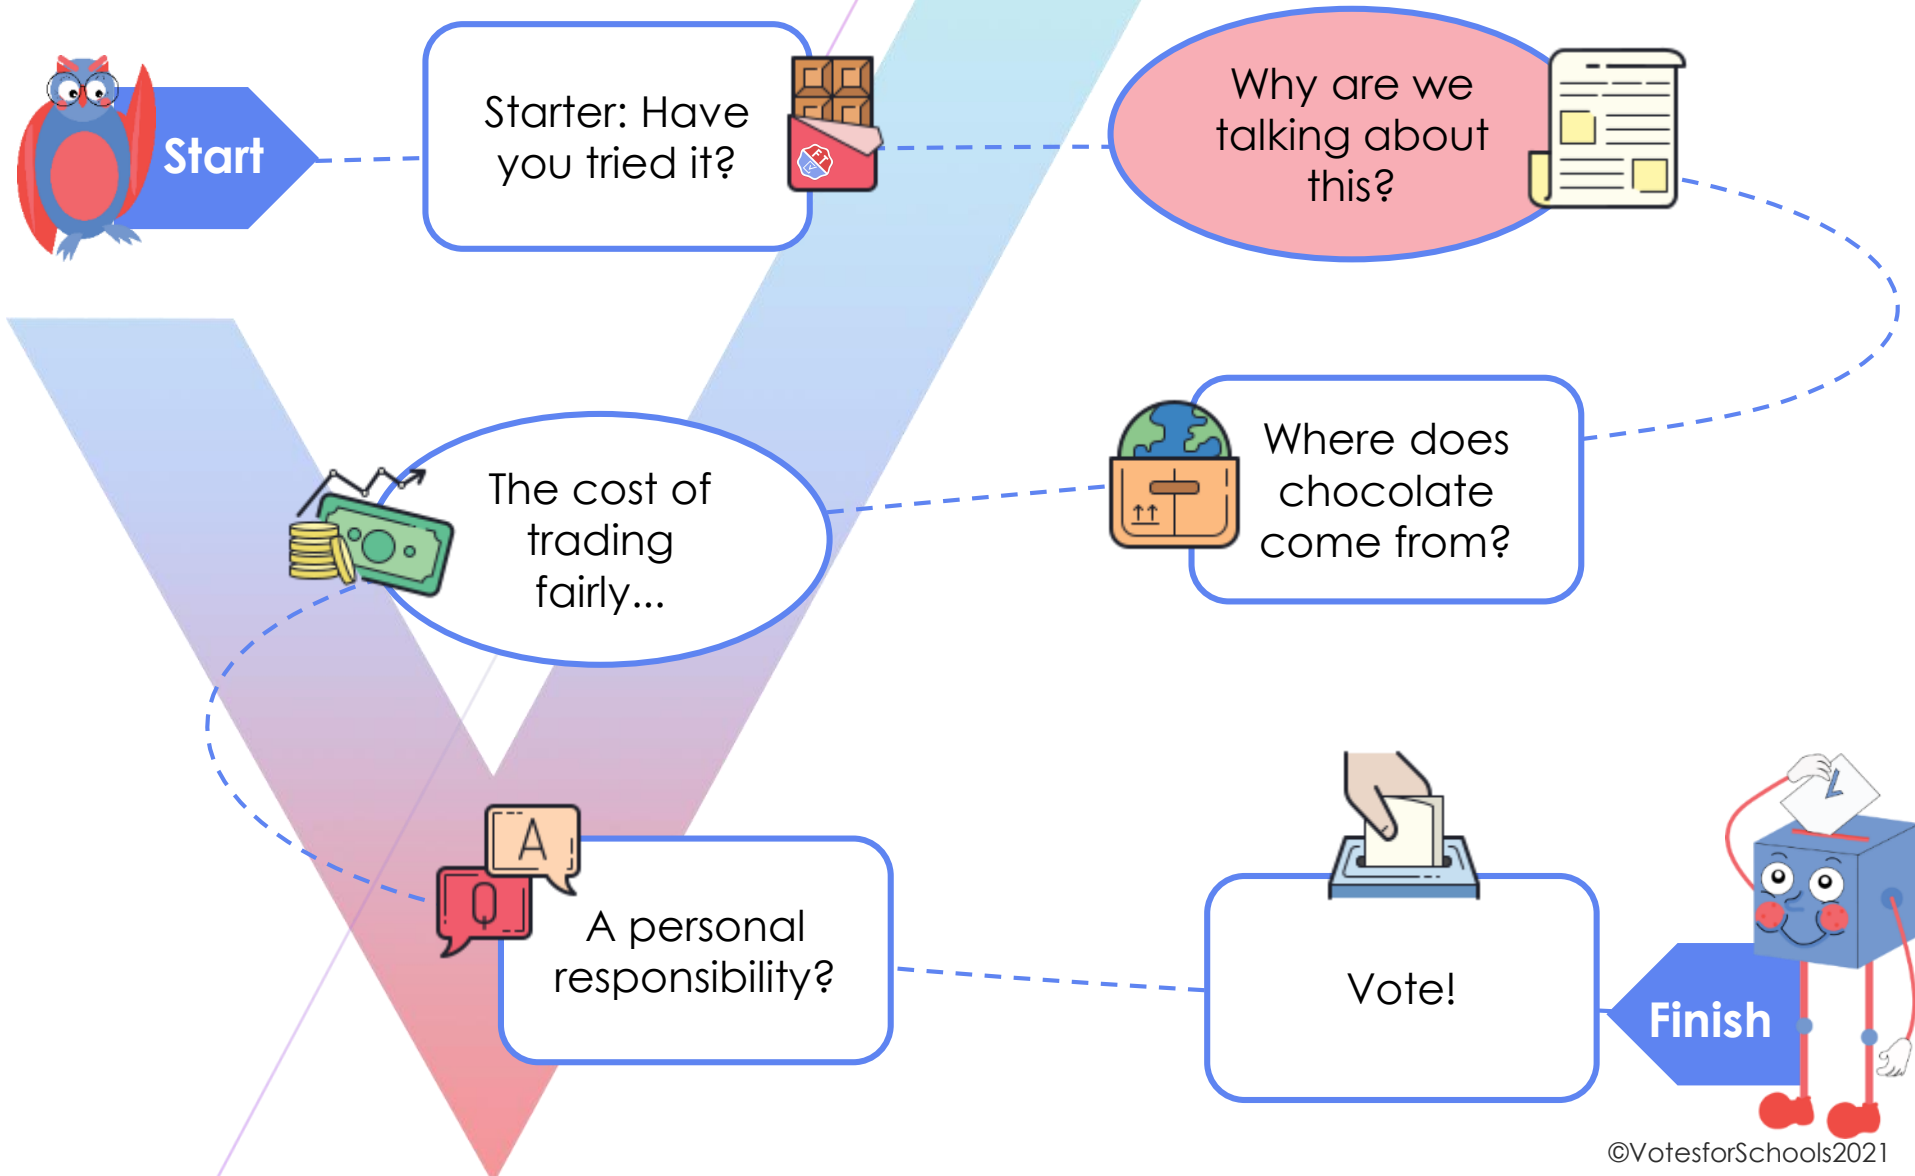 Start
Starter: Have
you tried it?
FT
Why are we
talking about
this?
Where does
chocolate
come from?
The cost of
trading
fairly...
A
Q
A personal
responsibility?
Vote!
Finish
©VotesforSchools2021